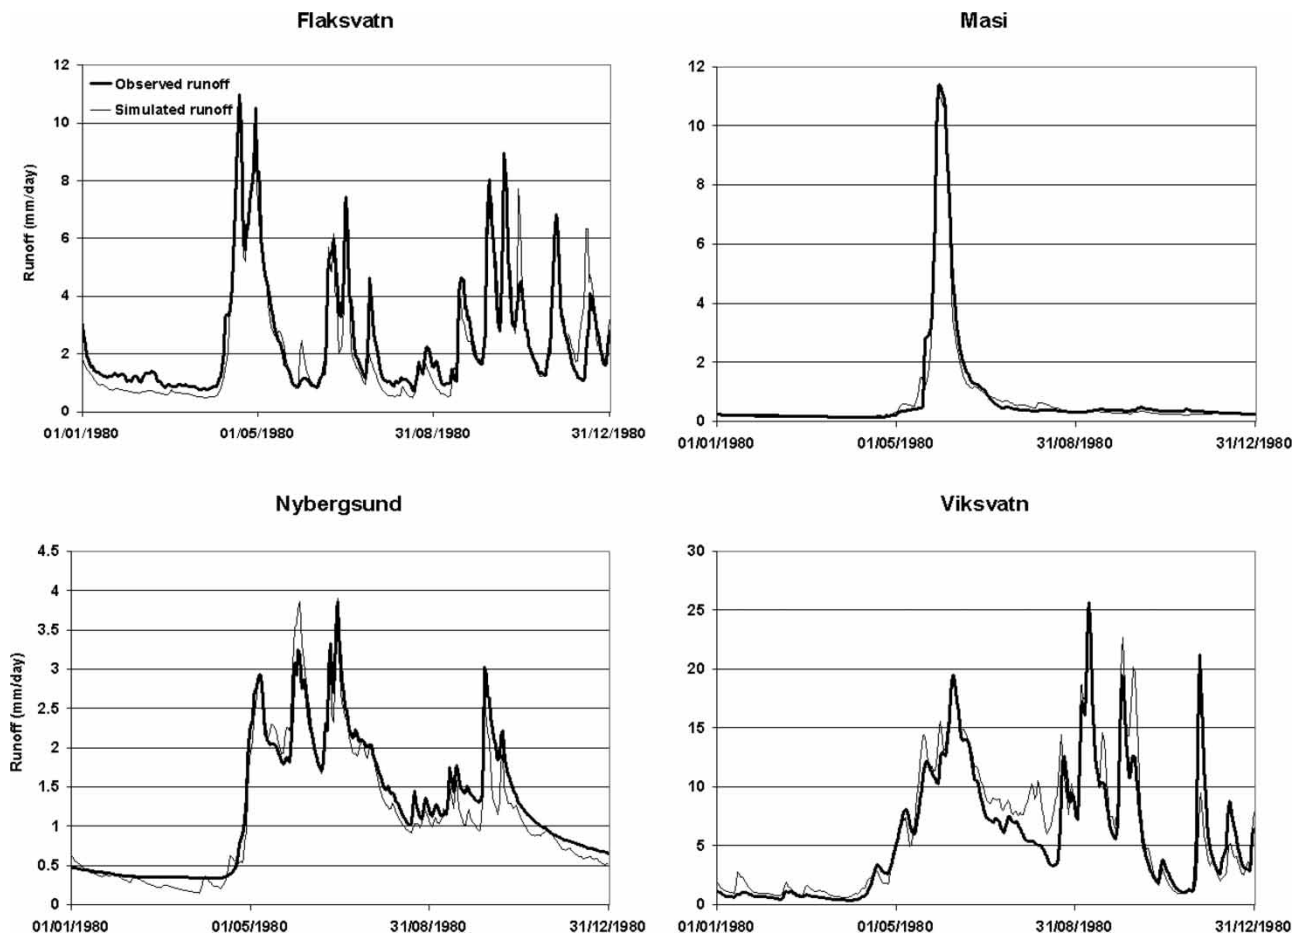 Flaksvatn
12
10
8
6
4
2
0
Runoff (mm/day)
Observed runoff
Simulated runoff
01/01/1980 01/05/1980 31/08/1980 31/12/1980
Masi
12
10
8
6
4
2
0
01/01/1980 01/05/1980 31/08/1980 31/12/1980
Nybergsund
4.5
4
3.5
3
2.5
2
1.5
1
0.5
0
Runoff (mm/day)
01/01/1980 01/05/1980 31/08/1980 31/12/1980
Viksvatn
30
25
20
15
10
5
0
01/01/1980 01/05/1980 31/08/1980 31/12/1980